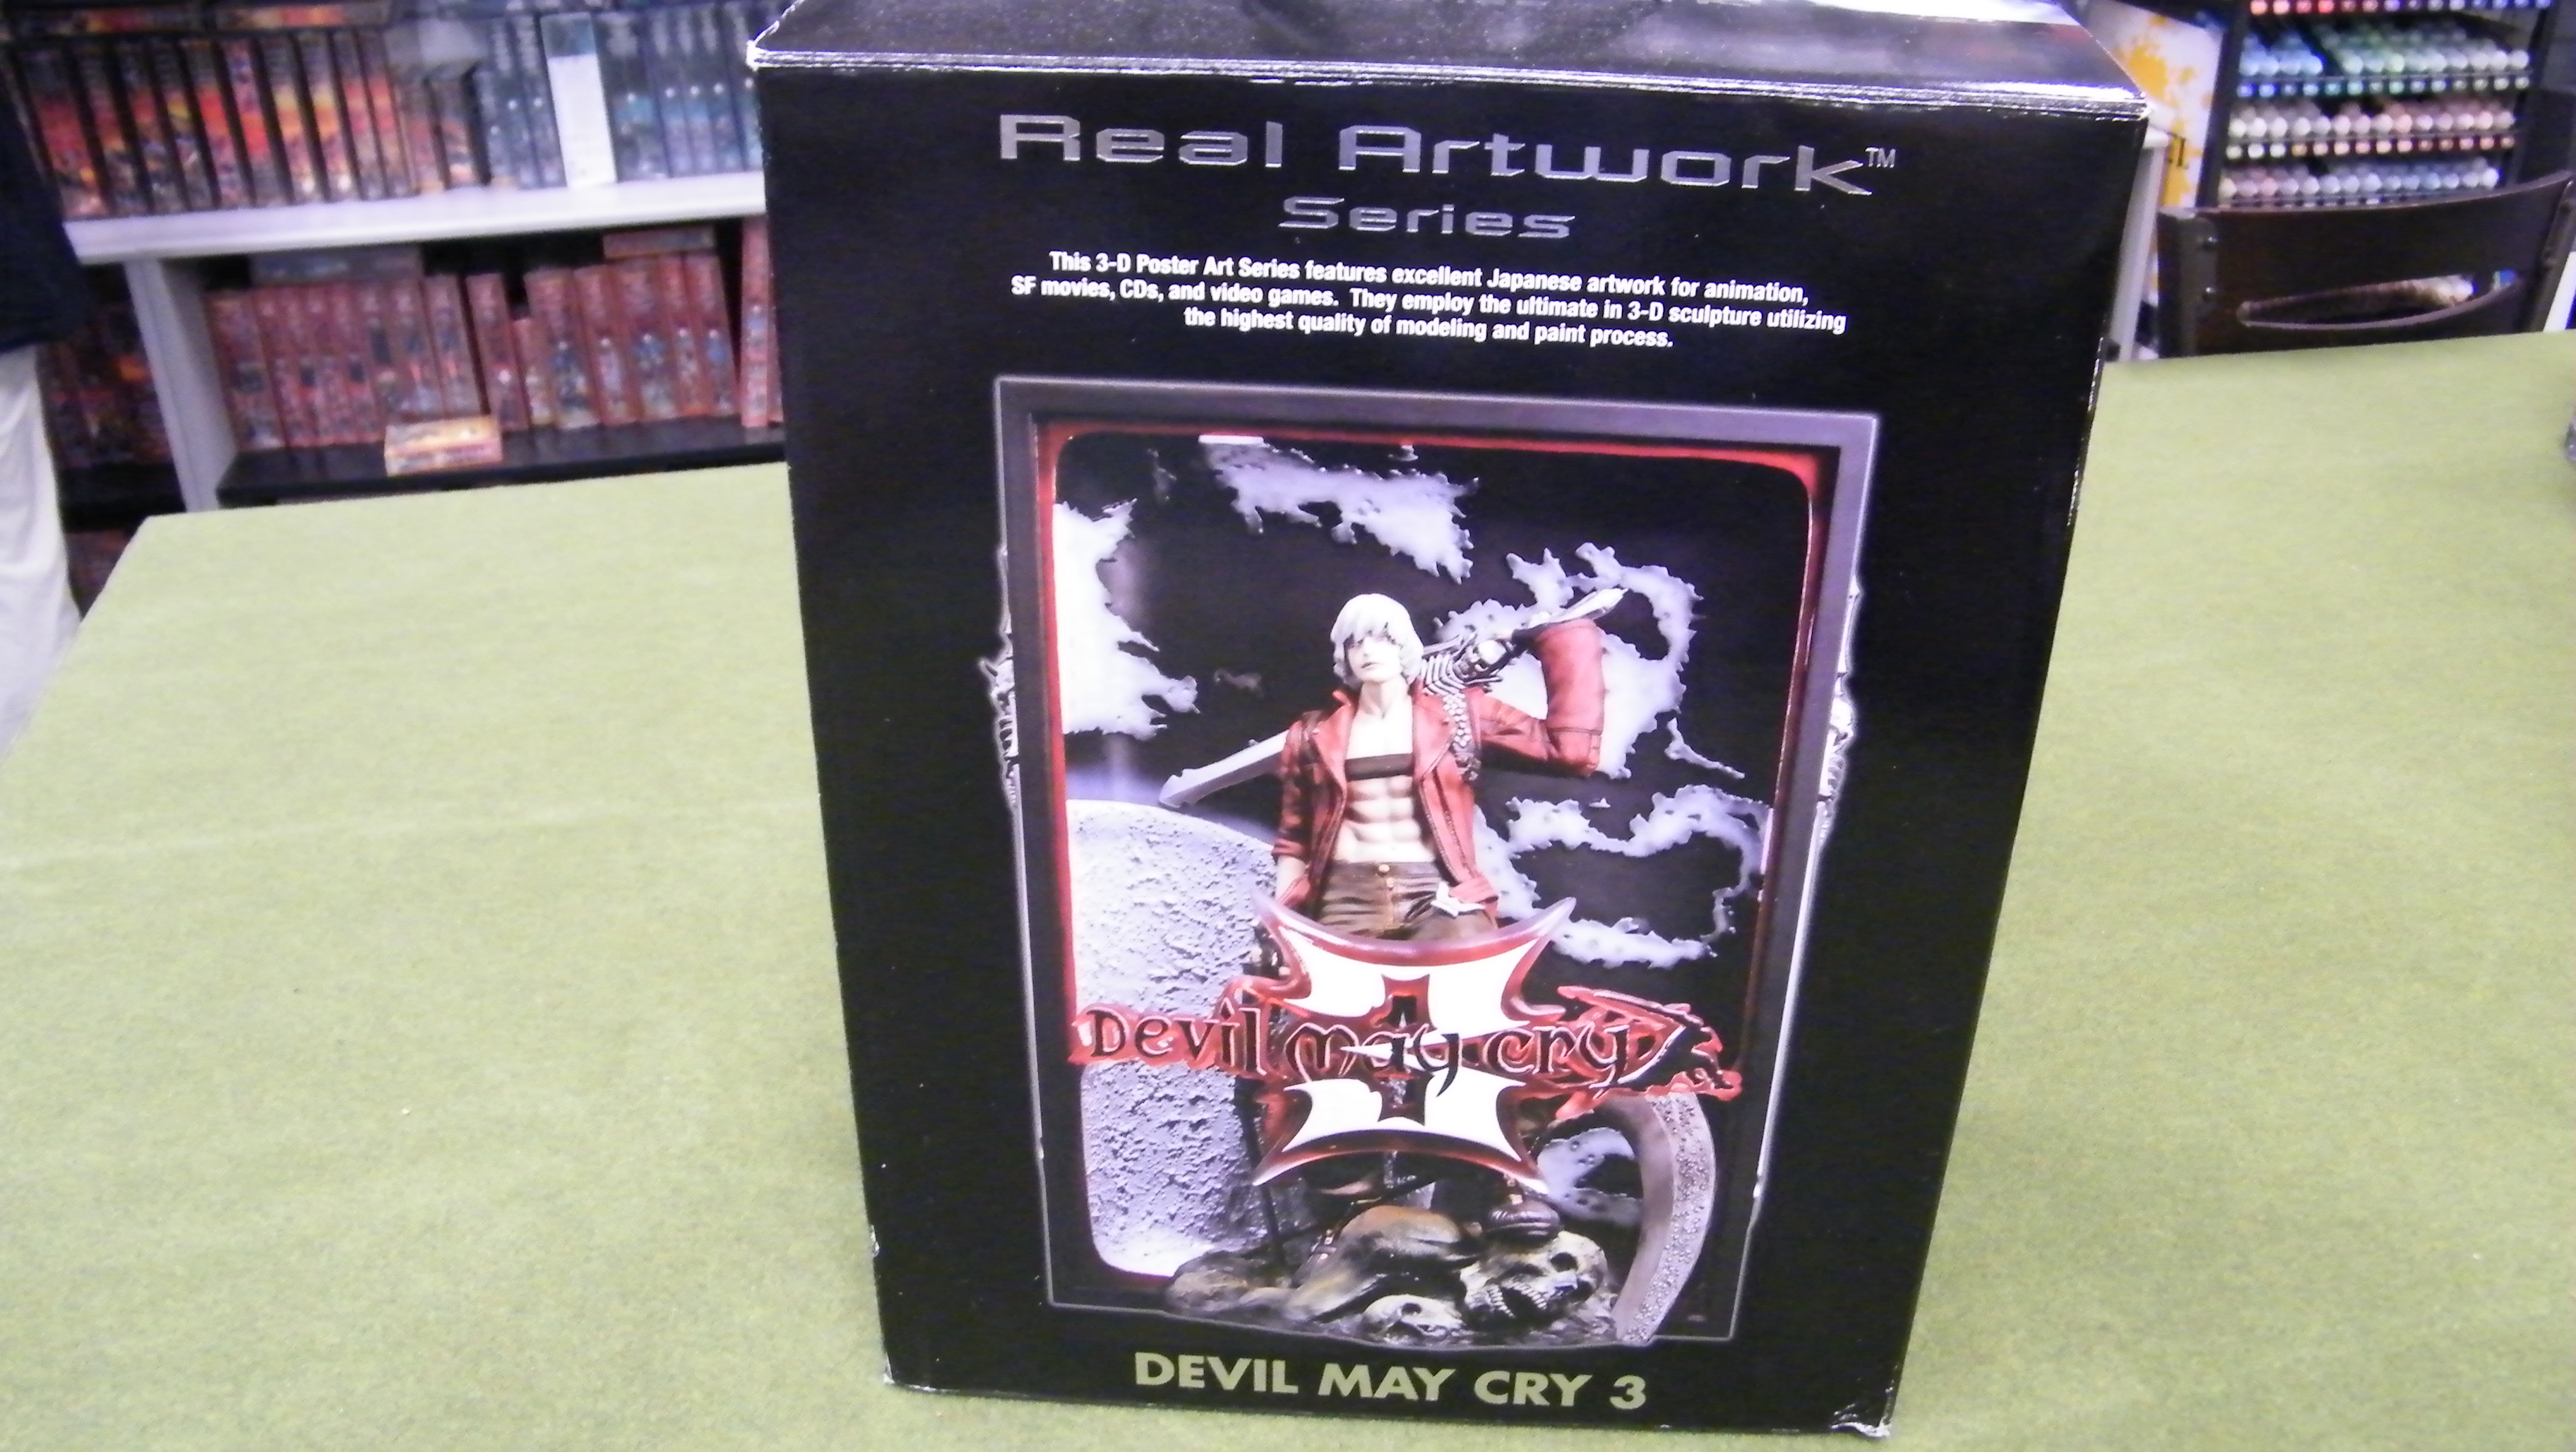 Real Artwork™
Series
This 3-D Poster Art Series features excellent Japanese artwork for animation,
SF movies, CDs, and video games. They employ the ultimate in 3-D sculpture utilizing
the highest quality of modeling and paint process.
Devil may cry
3
DEVIL MAY CRY 3